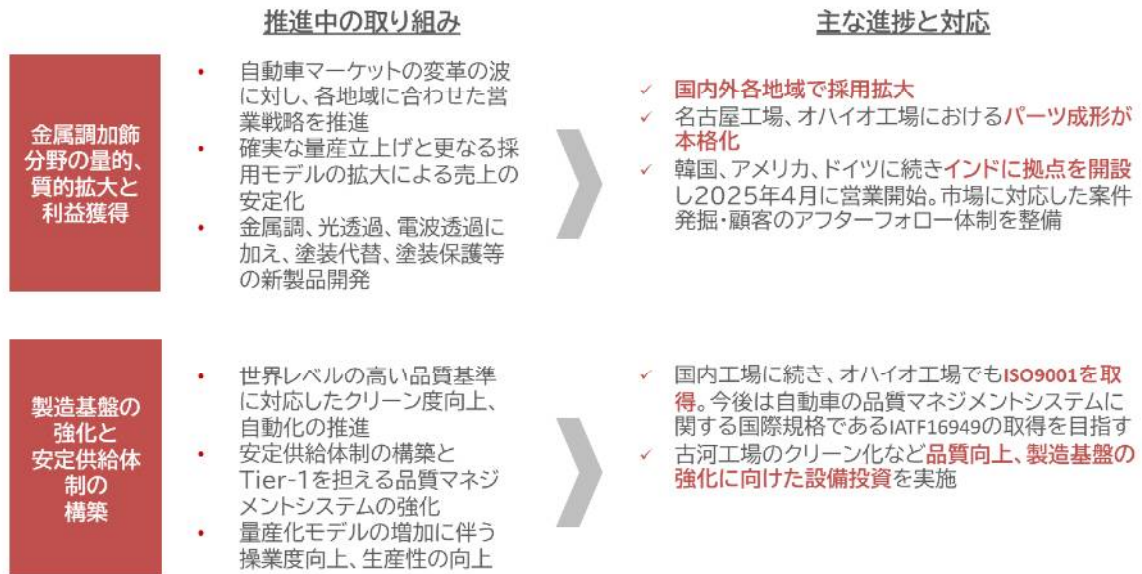 推進中の取り組み
主な進捗と対応
金属調加飾
分野の量的、
質的拡大と
利益獲得
• 自動車マーケットの変革の波
に対し、各地域に合わせた営
業戦略を推進
• 確実な量産立上げと更なる採
用モデルの拡大による売上の
安定化
• 金属調、光透過、電波透過に
加え、塗装代替、塗装保護等
の新製品開発
✓ 国内外各地域で採用拡大
✓ 名古屋工場、オハイオ工場におけるパーツ成形が
本格化
✓ 韓国、アメリカ、ドイツに続きインドに拠点を開設
し2025年4月に営業開始。市場に対応した案件
発掘・顧客のアフターフォロー体制を整備
製造基盤の
強化と
安定供給体
制の
構築
• 世界レベルの高い品質基準
に対応したクリーン度向上、
自動化の推進
• 安定供給体制の構築と
Tier-1を担える品質マネジ
メントシステムの強化
• 量産化モデルの増加に伴う
操業度向上、生産性の向上
✓ 国内工場に続き、オハイオ工場でもISO9001を取
得。今後は自動車の品質マネジメントシステムに
関する国際規格であるIATF16949の取得を目指す
✓ 古河工場のクリーン化など品質向上、製造基盤の
強化に向けた設備投資を実施